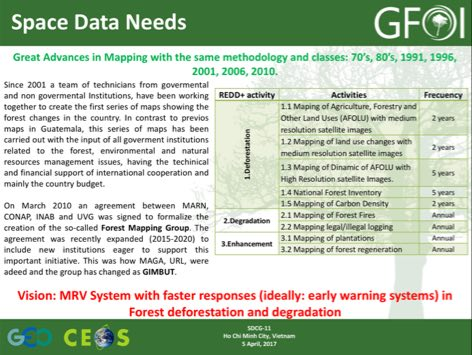 Space Data Needs
GFOI
Great Advances in Mapping with the same methodology and classes: 70's, 80's, 1991, 1996,
2001, 2006, 2010.
Since 2001 a team of technicians from govermental
and non govermental Institutions, have been working
together to create the first series of maps showing the
forest changes in the country. In contrast to previos
maps in Guatemala, this series of maps has been
carried out with the input of all goverment institutions
related to the forest, environmental and natural
resources management issues, having the techinical
and financial support of international cooperation and
mainly the country budget.
On March 2010 an agreement between MARN,
CONAP, INAB and UVG was signed to formalize the
creation of the so-called Forest Mapping Group. The
agreement was recently expanded (2015-2020) to
include new institutions eager to support this
important initiative. This was how MAGA, URL, were
adeed and the group has changed as GIMBUT.
REDD+ activity Activities Frecuency
1.Deforestation
1.1 Maping of Agriculture, Forestry and
Other Land Uses (AFOLU) with medium
resolution satellite images
2 years
1.2 Mapping of land use changes with
medium resolution satellite images
2 years
1.3 Mapping of Dinamic of AFOLU with
High Resolution satellite Images.
5 years
1.4 National Forest Inventory 5 years
1.5 Mapping of Carbon Density 2 years
2.Degradation
2.1 Mapping of Forest Fires Annual
2.2 Mapping legal/illegal logging Annual
3.Enhancement
3.1 Mapping of plantations Annual
3.2 Mapping of forest regeneration Annual
Vision: MRV System with faster responses (ideally: early warning systems) in
Forest deforestation and degradation
GEO CEOS
SDCG-11
Ho Chi Minh City, Vietnam
5 April, 2017